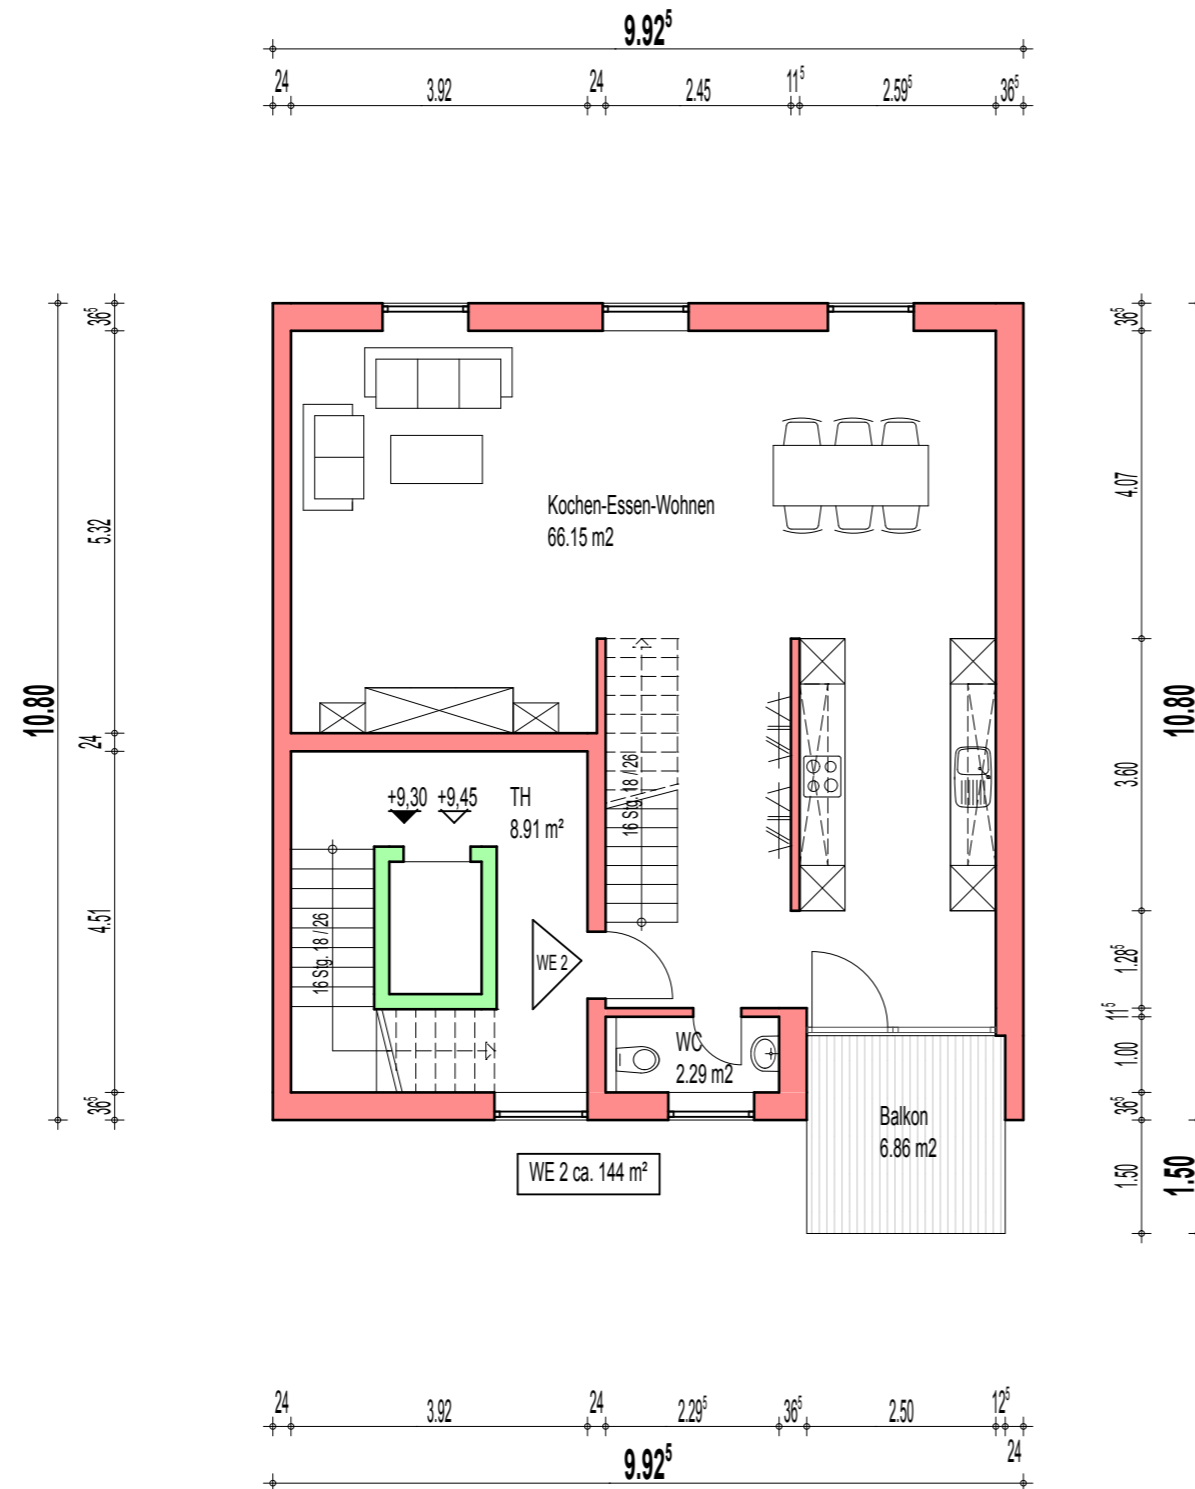 9.92⁵
24 3.92 24 2.45 11⁵ 2.59⁵ 36⁵
36⁵
5.32
24
4.51
36⁵
10.80
Kochen-Essen-Wohnen
66.15 m2
+9,30 +9,45
TH
8.91 m²
16 Stg. 18 / 26
16 Stg. 18 / 26
WE 2
WC
2.29 m2
Balkon
6.86 m2
WE 2 ca. 144 m²
36⁵
4.07
3.60
1.28⁵
11⁵
1.00
36⁵
1.50
10.80
1.50
24 3.92 24 2.29⁵ 36⁵ 2.50 12⁵
24
9.92⁵